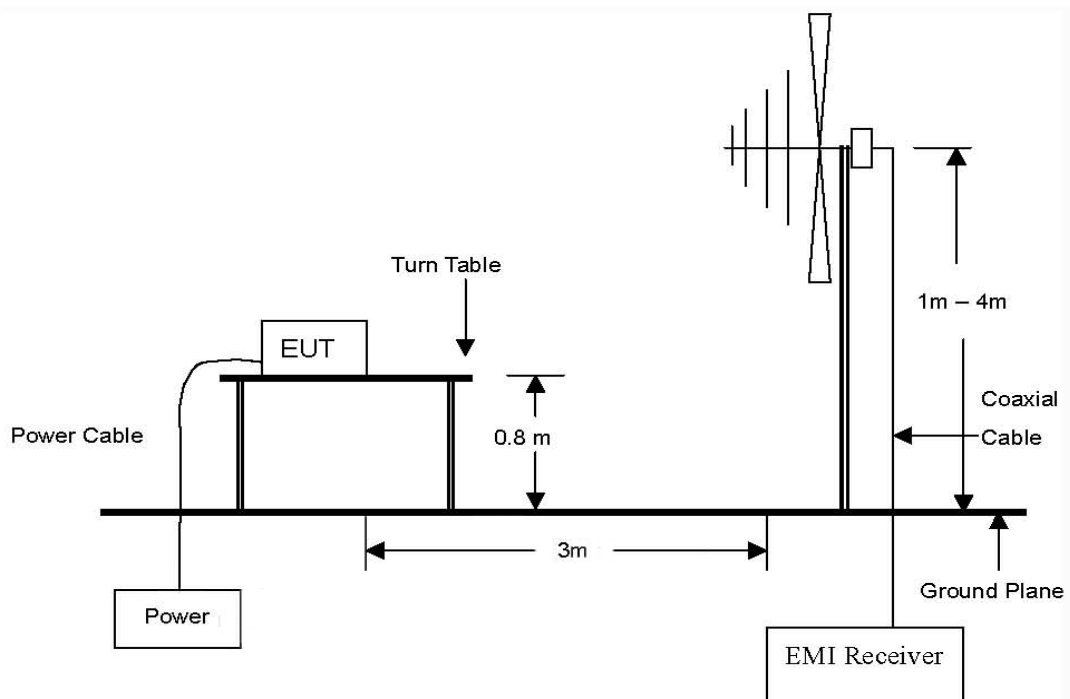 Turn Table
1m – 4m
EUT
Coaxial
Cable
Power Cable
0.8 m
3m
Ground Plane
Power
EMI Receiver